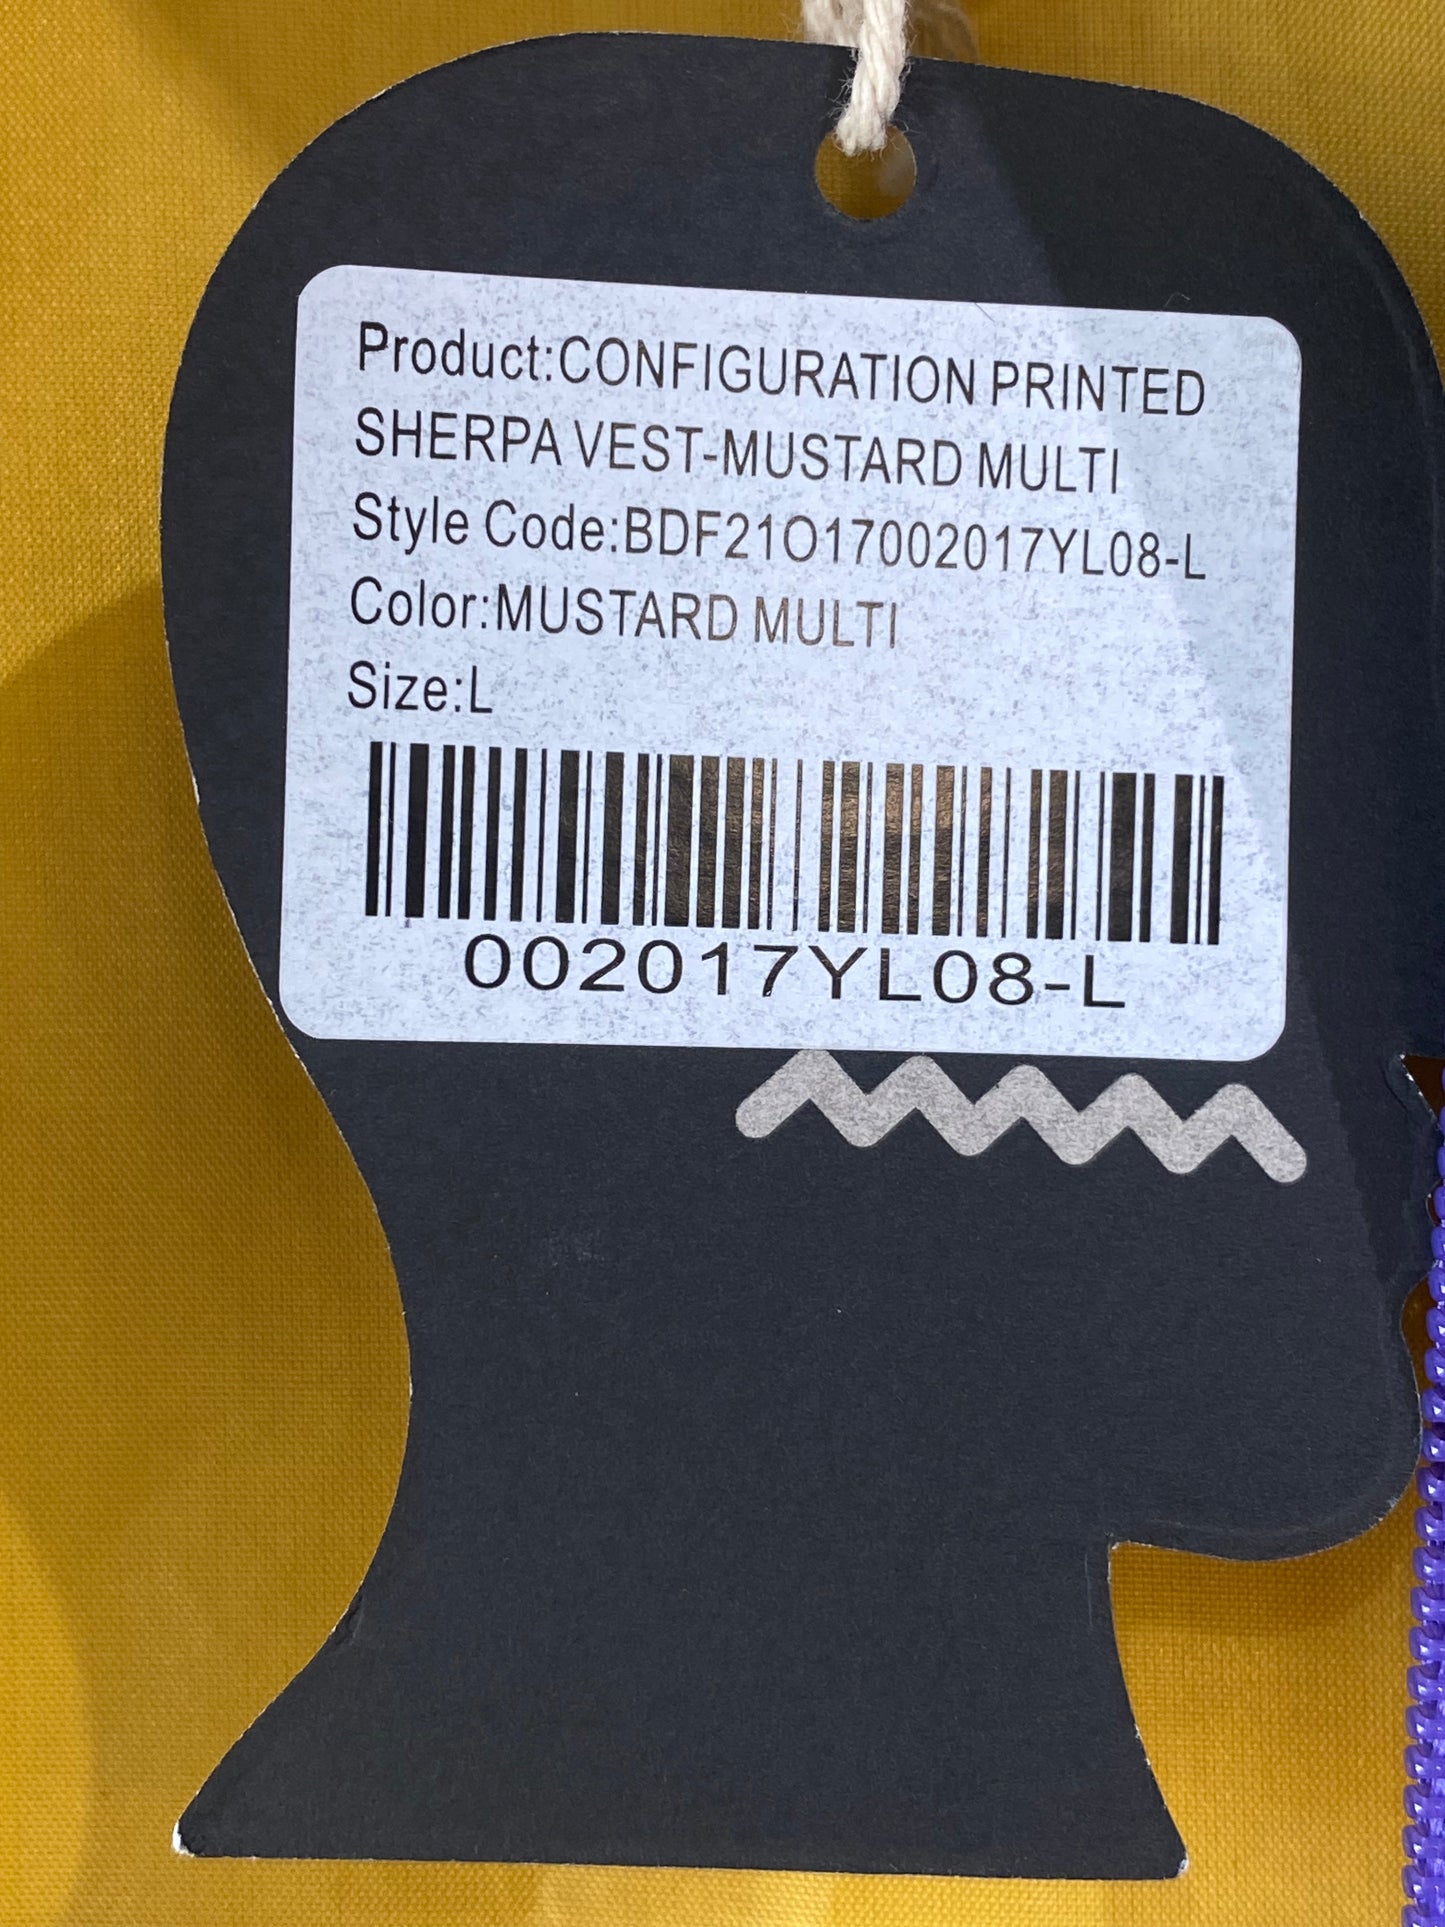 Product:CONFIGURATION PRINTED
SHERPA VEST-MUSTARD MULTI
Style Code:BDF21O17002017YL08-L
Color:MUSTARD MULTI
Size:L
002017YL08-L